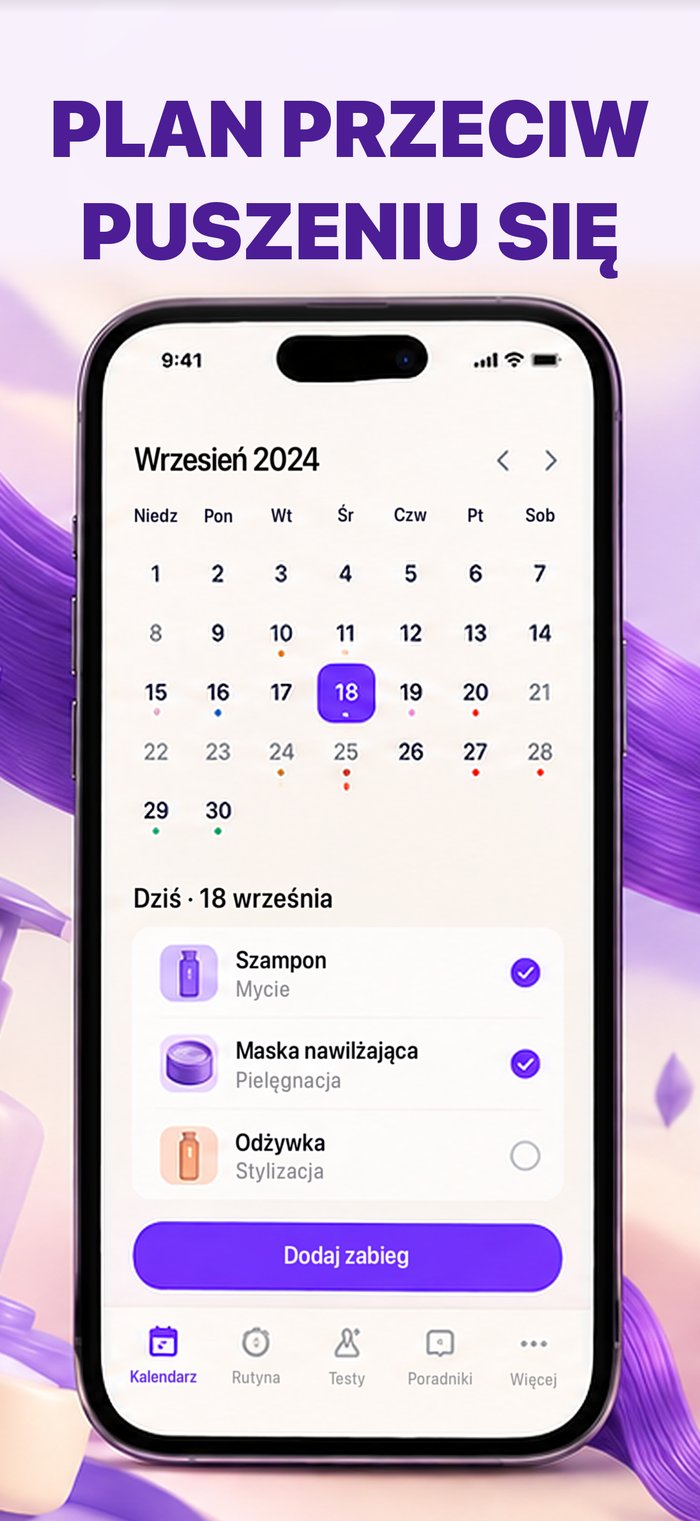 PLAN PRZECIW
PUSZENIU SIĘ
9:41
Wrzesień 2024
Niedz Pon Wt Śr Czw Pt Sob
1 2 3 4 5 6 7
8 9 10 11 12 13 14
15 16 17 18 19 20 21
22 23 24 25 26 27 28
29 30
Dziś · 18 września
Szampon
Mycie
Maska nawilżająca
Pielęgnacja
Odżywka
Stylizacja
Dodaj zabieg
Kalendarz Rutyna Testy Poradniki Więcej